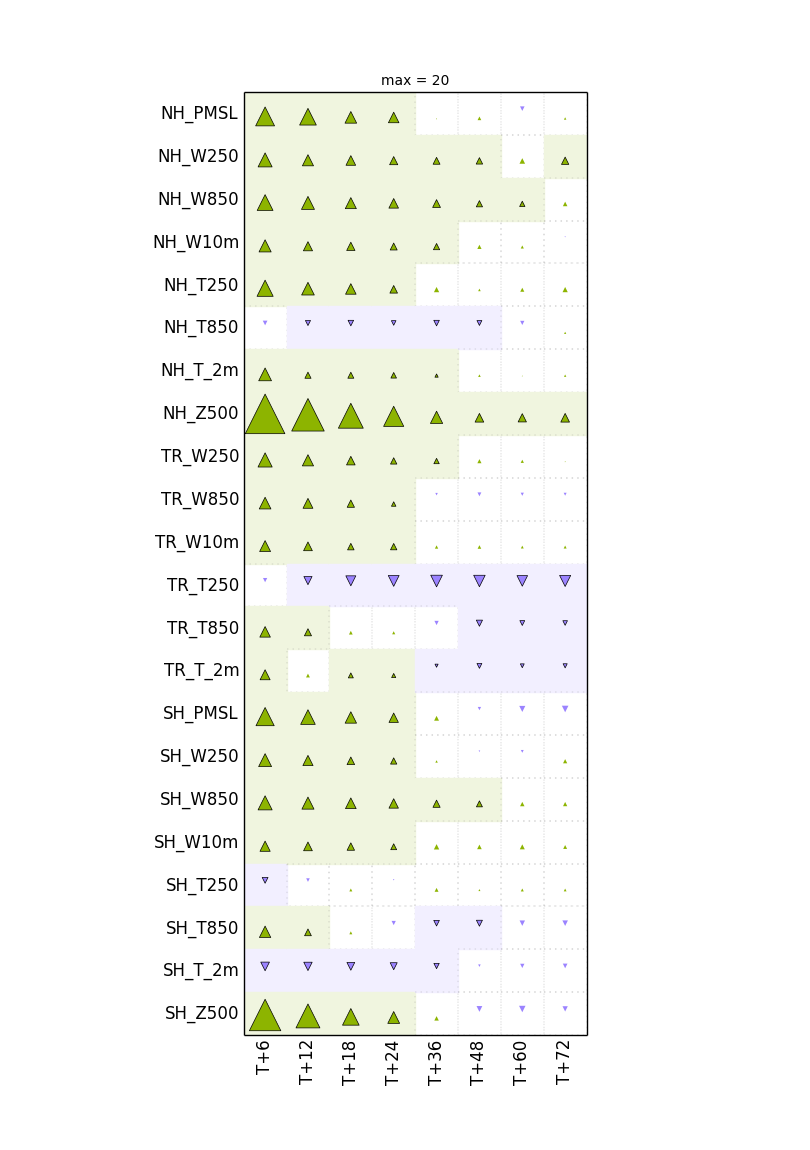 max = 20
NH_PMSL
NH_W250
NH_W850
NH_W10m
NH_T250
NH_T850
NH_T_2m
NH_Z500
TR_W250
TR_W850
TR_W10m
TR_T250
TR_T850
TR_T_2m
SH_PMSL
SH_W250
SH_W850
SH_W10m
SH_T250
SH_T850
SH_T_2m
SH_Z500
T+6
T+12
T+18
T+24
T+36
T+48
T+60
T+72